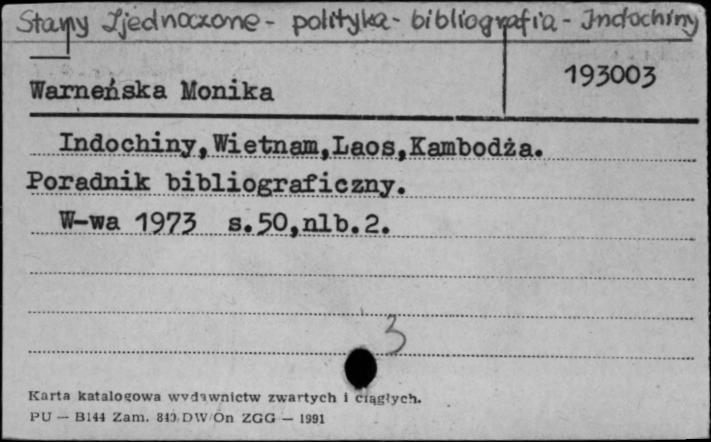 Stany Zjednoczone - polityka - bibliografia - Indochiny
193003
Warneńska Monika
Indochiny, Wietnam, Laos, Kambodża.
Poradnik bibliograficzny.
W-wa 1973 s.50, nlb.2.
3
Karta katalogowa wydawnictw zwartych i ciągłych.
PU — B144 Zam. 840 DW/On ZGG — 1991